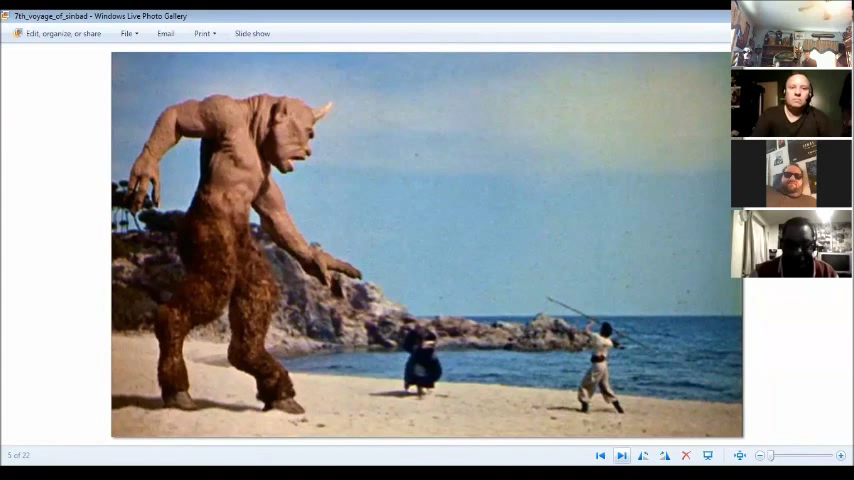 7th_voyage_of_sinbad - Windows Live Photo Gallery
Edit, organize, or share File Email Print Slide show
5 of 22